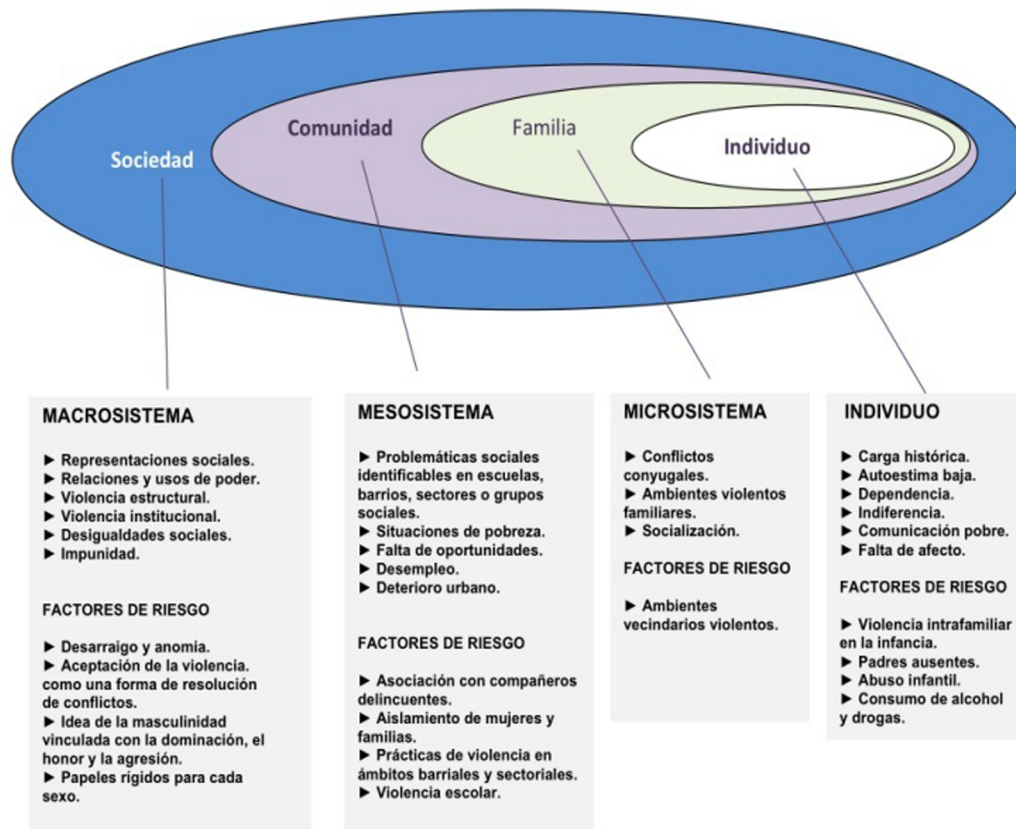 Sociedad
Comunidad
Familia
Individuo
MACROSISTEMA
► Representaciones sociales.
► Relaciones y usos de poder.
► Violencia estructural.
► Violencia institucional.
► Desigualdades sociales.
► Impunidad.
FACTORES DE RIESGO
► Desarraigo y anomia.
► Aceptación de la violencia.
como una forma de resolución
de conflictos.
► Idea de la masculinidad
vinculada con la dominación, el
honor y la agresión.
► Papeles rígidos para cada
sexo.
MESOSISTEMA
► Problemáticas sociales
identificables en escuelas,
barrios, sectores o grupos
sociales.
► Situaciones de pobreza.
► Falta de oportunidades.
► Desempleo.
► Deterioro urbano.
FACTORES DE RIESGO
► Asociación con compañeros
delincuentes.
► Aislamiento de mujeres y
familias.
► Prácticas de violencia en
ámbitos barriales y sectoriales.
► Violencia escolar.
MICROSISTEMA
► Conflictos
conyugales.
► Ambientes violentos
familiares.
► Socialización.
FACTORES DE RIESGO
► Ambientes
vecindarios violentos.
INDIVIDUO
► Carga histórica.
► Autoestima baja.
► Dependencia.
► Indiferencia.
► Comunicación pobre.
► Falta de afecto.
FACTORES DE RIESGO
► Violencia intrafamiliar
en la infancia.
► Padres ausentes.
► Abuso infantil.
► Consumo de alcohol
y drogas.